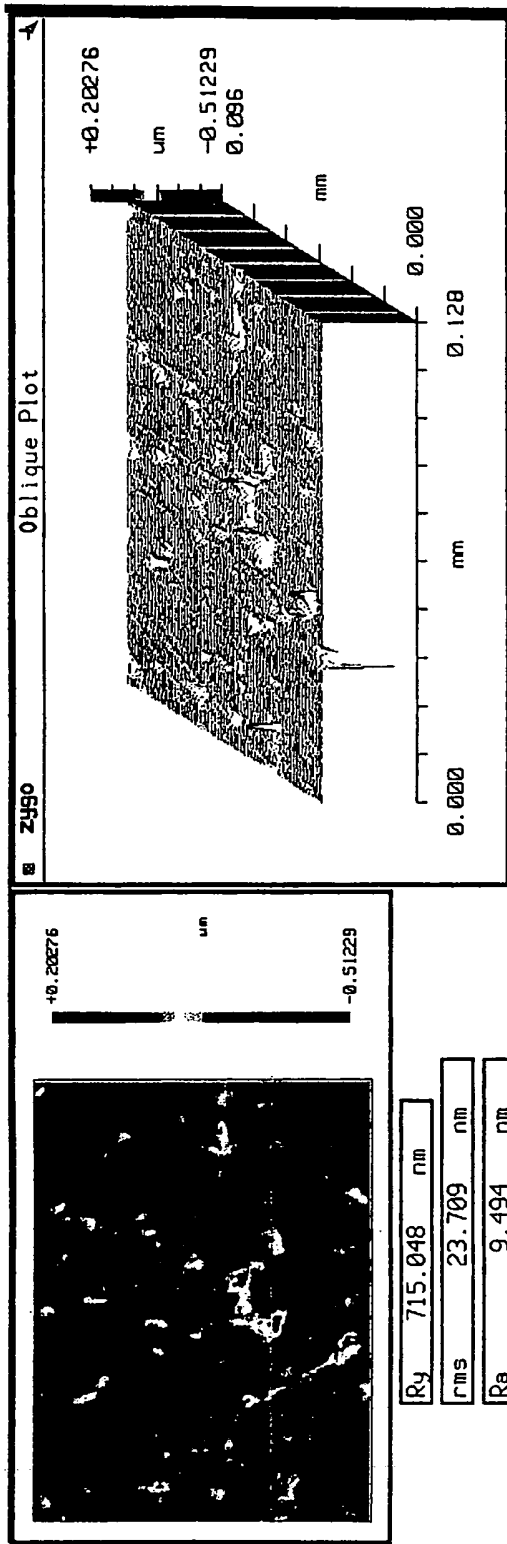 +0.20276
um
-0.51229
Ry 715.048 nm
rms 23.709 nm
Ra 9.494 nm
zygo
Oblique Plot
+0.20276
um
-0.51229
0.096
mm
0.000
0.128
mm
0.000